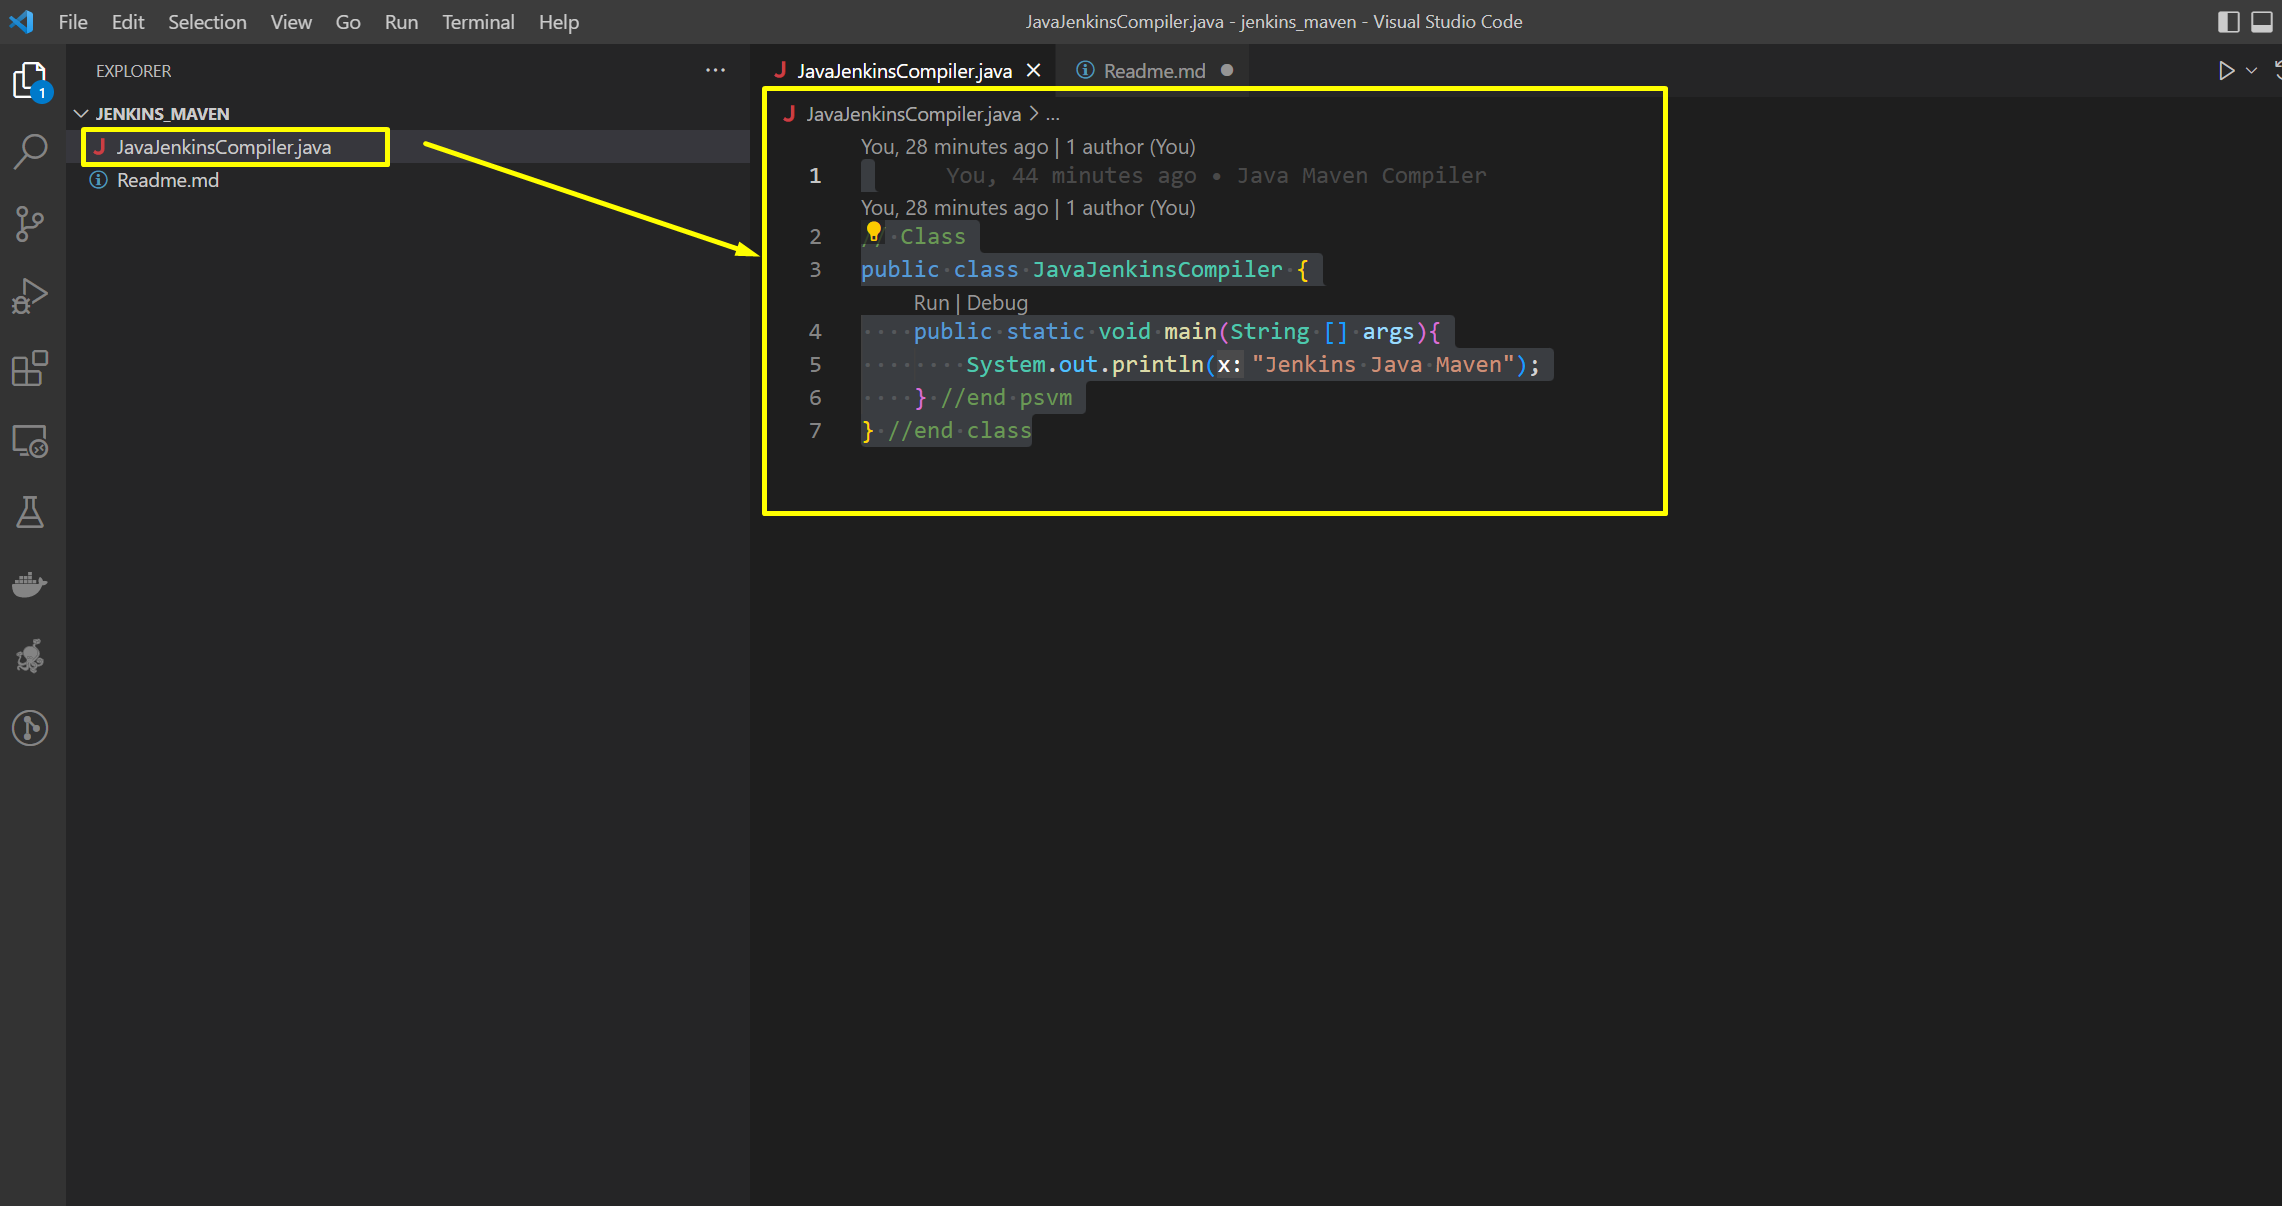 File Edit Selection View Go Run Terminal Help
JavaJenkinsCompiler.java - jenkins_maven - Visual Studio Code
EXPLORER
JENKINS_MAVEN
JavaJenkinsCompiler.java
Readme.md
1
JavaJenkinsCompiler.java
Readme.md
JavaJenkinsCompiler.java > ...
You, 28 minutes ago | 1 author (You)
1 You, 44 minutes ago • Java Maven Compiler
You, 28 minutes ago | 1 author (You)
2 // Class
3 public class JavaJenkinsCompiler {
Run | Debug
4 public static void main(String [] args){
5 System.out.println(x: "Jenkins Java Maven");
6 } //end psvm
7 } //end class